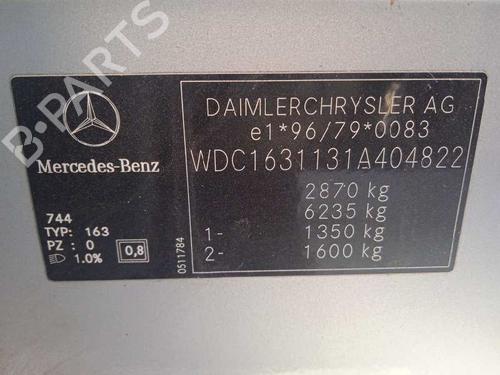 B-PARTS
Mercedes-Benz
744
TYP: 163
PZ : 0
1.0%
0,8
0511784
DAIMLERCHRYSLER AG
e1*96/79*0083
WDC1631131A404822
2870 kg
6235 kg
1- 1350 kg
2- 1600 kg